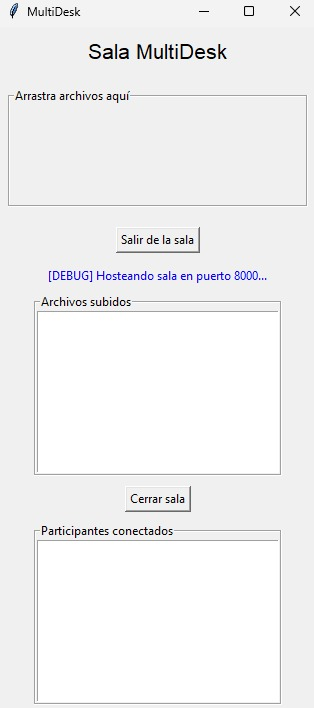 MultiDesk
Sala MultiDesk
Arrastra archivos aquí
Salir de la sala
[DEBUG] Hosteando sala en puerto 8000...
Archivos subidos
Cerrar sala
Participantes conectados